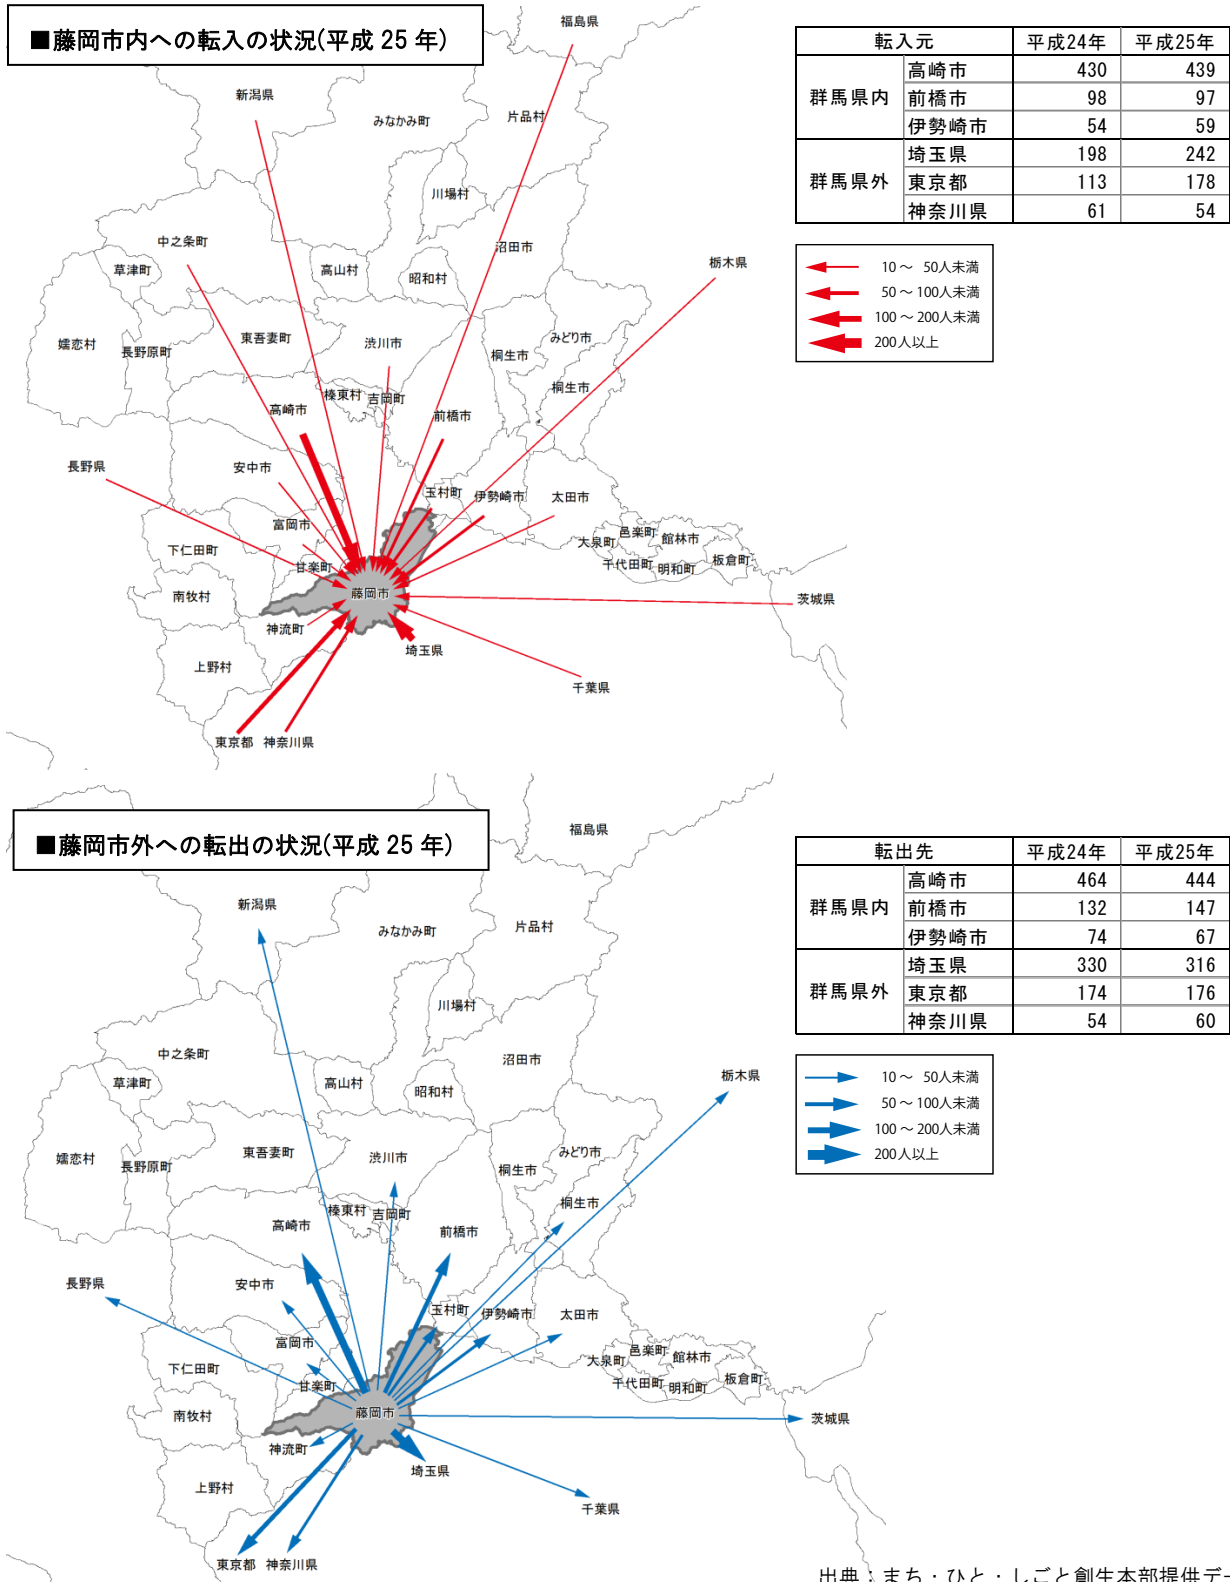 ■藤岡市内への転入の状況(平成 25 年)
福島県
新潟県
みなかみ町
片品村
川場村
中之条町
草津町
高山村
昭和村
沼田市
栃木県
嬬恋村
長野原町
東吾妻町
渋川市
みどり市
桐生市
桐生市
榛東村
吉岡町
高崎市
前橋市
長野県
安中市
玉村町
伊勢崎市
太田市
富岡市
大泉町
邑楽町
館林市
下仁田町
甘楽町
千代田町
明和町
板倉町
南牧村
藤岡市
茨城県
神流町
埼玉県
上野村
千葉県
東京都
神奈川県
転入元 平成24年 平成25年
群馬県内 高崎市 430 439
前橋市 98 97
伊勢崎市 54 59
群馬県外 埼玉県 198 242
東京都 113 178
神奈川県 61 54
10～ 50人未満
50～100人未満
100～200人未満
200人以上
■藤岡市外への転出の状況(平成 25 年)
福島県
新潟県
みなかみ町
片品村
川場村
中之条町
草津町
高山村
昭和村
沼田市
栃木県
嬬恋村
長野原町
東吾妻町
渋川市
みどり市
桐生市
桐生市
榛東村
吉岡町
高崎市
前橋市
長野県
安中市
玉村町
伊勢崎市
太田市
富岡市
大泉町
邑楽町
館林市
下仁田町
甘楽町
千代田町
明和町
板倉町
南牧村
藤岡市
茨城県
神流町
埼玉県
上野村
千葉県
東京都
神奈川県
転出先 平成24年 平成25年
群馬県内 高崎市 464 444
前橋市 132 147
伊勢崎市 74 67
群馬県外 埼玉県 330 316
東京都 174 176
神奈川県 54 60
10～ 50人未満
50～100人未満
100～200人未満
200人以上
出典：まち・ひと・しごと創生本部提供デー